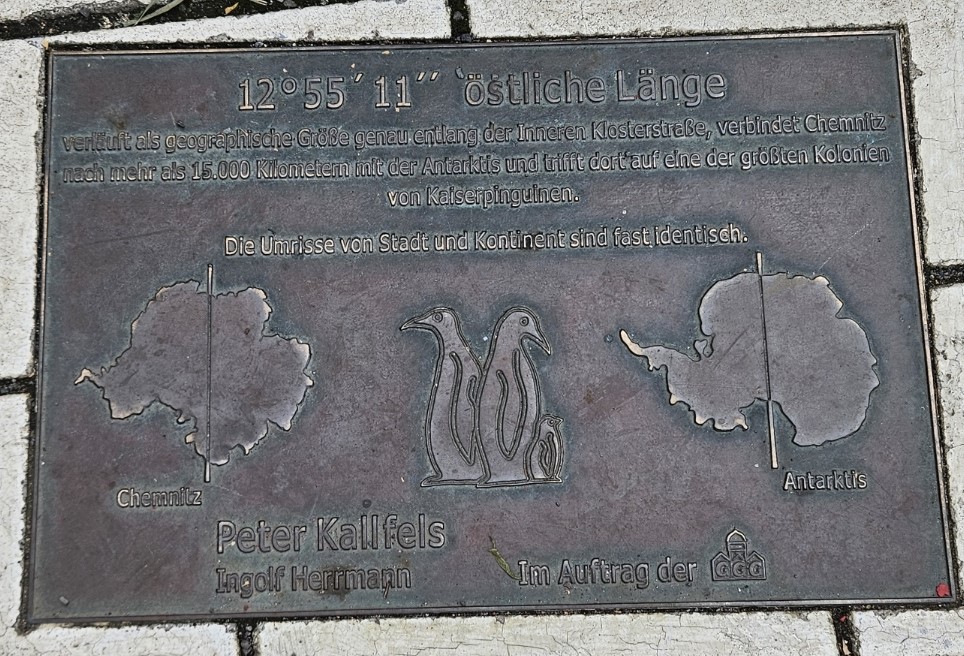 12°55´11´´ östliche Länge
verläuft als geographische Größe genau entlang der Inneren Klosterstraße, verbindet Chemnitz
nach mehr als 15.000 Kilometern mit der Antarktis und trifft dort auf eine der größten Kolonien
von Kaiserpinguinen.
Die Umrisse von Stadt und Kontinent sind fast identisch.
Chemnitz
Antarktis
Peter Kallfels
Ingolf Herrmann
Im Auftrag der GGG